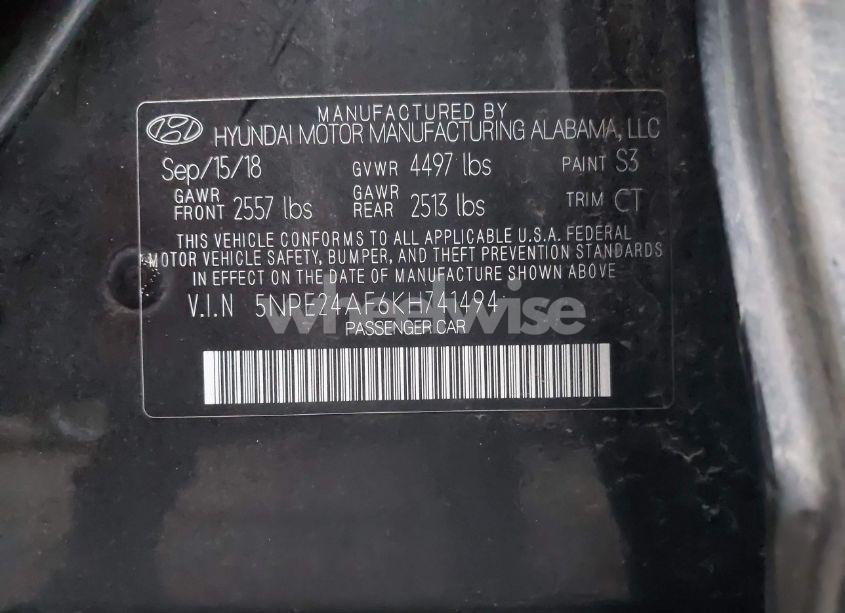 MANUFACTURED BY
HYUNDAI MOTOR MANUFACTURING ALABAMA, LLC
Sep/15/18 GVWR 4497 lbs PAINT S3
GAWR FRONT 2557 lbs GAWR REAR 2513 lbs TRIM CT
THIS VEHICLE CONFORMS TO ALL APPLICABLE U.S.A. FEDERAL
MOTOR VEHICLE SAFETY, BUMPER, AND THEFT PREVENTION STANDARDS
IN EFFECT ON THE DATE OF MANUFACTURE SHOWN ABOVE
V.I.N 5NPE24AF6KH741494
PASSENGER CAR
wheelwise